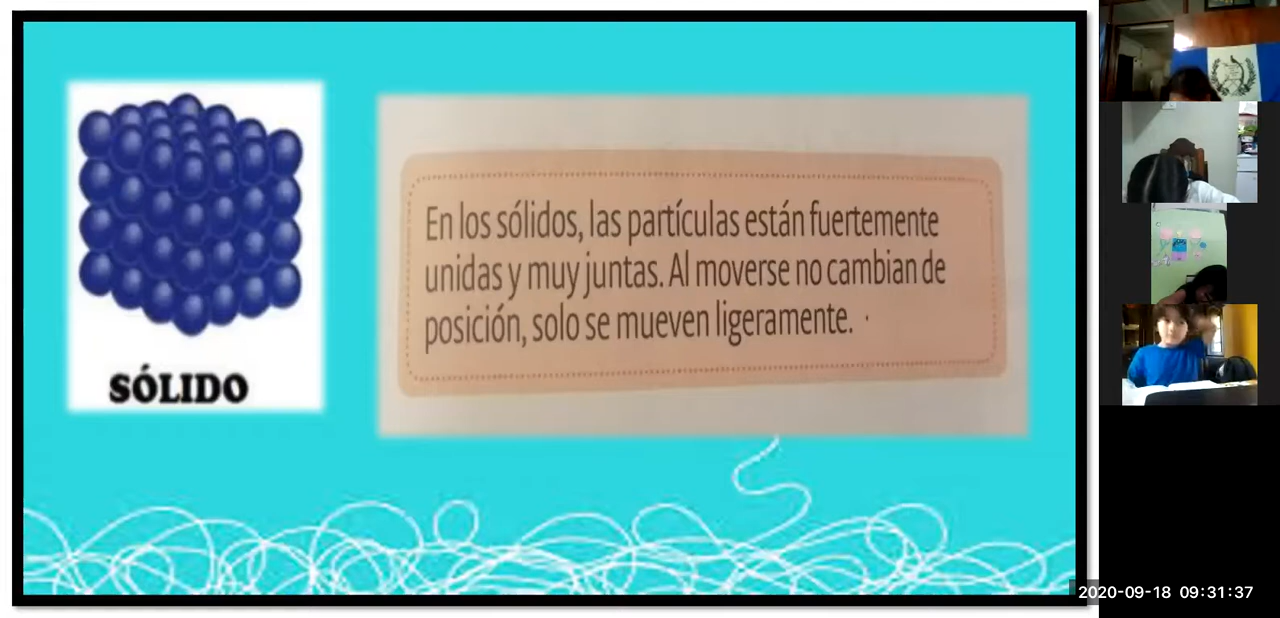 SÓLIDO
En los sólidos, las partículas están fuertemente
unidas y muy juntas. Al moverse no cambian de
posición, solo se mueven ligeramente.
2020-09-18 09:31:37